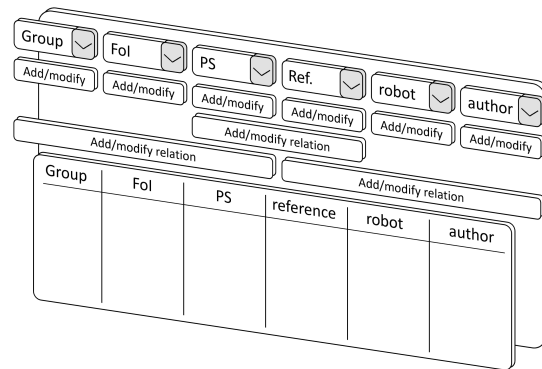 Group
FoI
PS
Ref.
robot
author
Add/modify
Add/modify
Add/modify
Add/modify
Add/modify
Add/modify
Add/modify relation
Add/modify relation
Add/modify relation
Group
FoI
PS
reference
robot
author